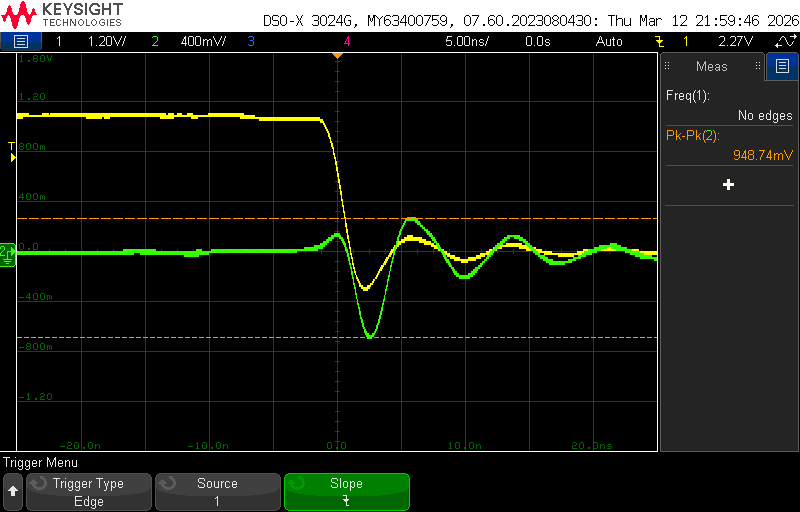 KEYSIGHT
TECHNOLOGIES
DSO-X 3024G, MY63400759, 07.60.2023080430: Thu Mar 12 21:59:46 2026
1 1.20V/ 2 400mV/ 3 4 5.00ns/ 0.0s Auto 1 2.27V
1.60V
1.20
800m
400m
0.0
-400m
-800m
-1.20
-20.0n -10.0n 0.0 10.0n 20.0ns
T
2
Meas
Freq(1):
No edges
Pk-Pk(2):
948.74mV
Trigger Menu
Trigger Type
Edge
Source
1
Slope